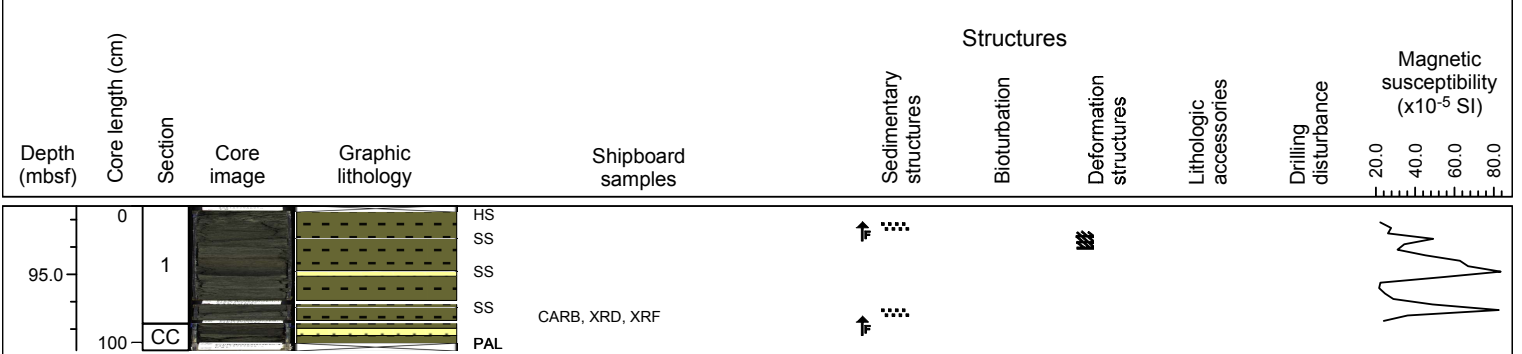 Structures
Depth
(mbsf)
Core length (cm)
Section
Core
image
Graphic
lithology
Shipboard
samples
Sedimentary
structures
Bioturbation
Deformation
structures
Lithologic
accessories
Drilling
disturbance
Magnetic
susceptibility
(x10-5 SI)
20.0
40.0
60.0
80.0
0
HS
SS
F
95.0
1
SS
SS
CARB, XRD, XRF
F
CC
100
PAL